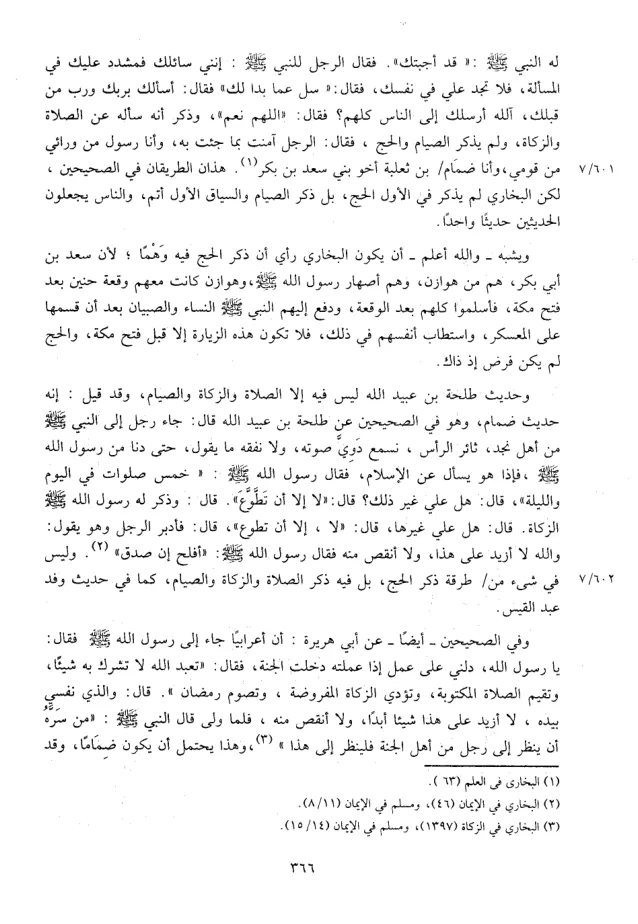 له النبي ﷺ :« قد أجبتك». فقال الرجل للنبي ﷺ : إنني سائلك فمشدد عليك في
المسألة، فلا تجد علي في نفسك، فقال:« سل عما بدا لك» فقال: أسألك بربك ورب من
قبلك، آلله أرسلك إلى الناس كلهم؟ فقال: «اللهم نعم»، وذكر أنه سأله عن الصلاة
والزكاة، ولم يذكر الصيام والحج ، فقال: الرجل آمنت بما جئت به، وأنا رسول من ورائي
من قومي،وأنا ضمَام/ بن ثعلبة أخو بني سعد بن بكر(١). هذان الطريقان في الصحيحين ،
٧/٦٠١
لكن البخاري لم يذكر في الأول الحج، بل ذكر الصيام والسياق الأول أتم، والناس يجعلون
الحديثين حديثًا واحدًا.
ويشبه ـ والله أعلم ـ أن يكون البخاري رأي أن ذكر الحج فيه وَهْمًا ؛ لأن سعد بن
أبي بكر، هم من هوازن، وهم أصهار رسول الله ﷺ،وهوازن كانت معهم وقعة حنين بعد
فتح مكة، فأسلموا كلهم بعد الوقعة، ودفع إليهم النبي ﷺ النساء والصبيان بعد أن قسمها
على المعسكر، واستطاب أنفسهم في ذلك، فلا تكون هذه الزيارة إلا قبل فتح مكة، والحج
لم يكن فرض إذ ذاك.
وحديث طلحة بن عبيد الله ليس فيه إلا الصلاة والزكاة والصيام، وقد قيل : إنه
حديث ضمام، وهو في الصحيحين عن طلحة بن عبيد الله قال: جاء رجل إلى النبي ﷺ
من أهل نجد، ثائر الرأس ، نسمع دَوِيَّ صوته، ولا نفقه ما يقول، حتى دنا من رسول الله
ﷺ ،فإذا هو يسأل عن الإسلام، فقال رسول الله ﷺ : « خمس صلوات في اليوم
والليلة»، قال: هل علي غير ذلك؟ قال:«لا إلا أن تَطَّوَّعَ». قال : وذكر له رسول الله ﷺ
الزكاة. قال: هل علي غيرها، قال: «لا ، إلا أن تطوع»، قال: فأدبر الرجل وهو يقول:
والله لا أزيد على هذا، ولا أنقص منه فقال رسول الله ﷺ: «أفلح إن صدق» (٢). وليس
في شىء من/ طرقة ذكر الحج، بل فيه ذكر الصلاة والزكاة والصيام، كما في حديث وفد
٧/٦٠٢
عبد القيس.
وفي الصحيحين ـ أيضًا ـ عن أبي هريرة : أن أعرابيًا جاء إلى رسول الله ﷺ فقال:
يا رسول الله، دلني على عمل إذا عملته دخلت الجنة، فقال: «تعبد الله لا تشرك به شيئًا،
وتقيم الصلاة المكتوبة، وتؤدي الزكاة المفروضة ، وتصوم رمضان ». قال: والذي نفسي
بيده ، لا أزيد على هذا شيئا أبدًا، ولا أنقص منه ، فلما ولى قال النبي ﷺ : «من سَرَّهُ
أن ينظر إلى رجل من أهل الجنة فلينظر إلى هذا » (٣)،وهذا يحتمل أن يكون ضِمَامًا، وقد
(١) البخارى فى العلم (٦٣ ).
(٢) البخاري في الإيمان (٤٦)، ومسلم في الإيمان (٨/١١).
(٣) البخاري في الزكاة (١٣٩٧)، ومسلم في الإيمان (١٥/١٤).
٣٦٦